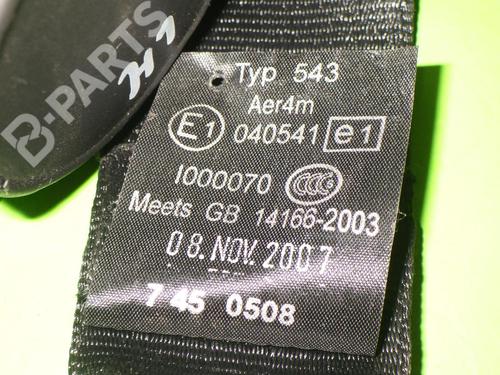 B-PARTS
Typ 543
Aer4m
E1 040541 e1
I000070 CCC
Meets GB 14166-2003
08. NOV. 2007
7 45 0508